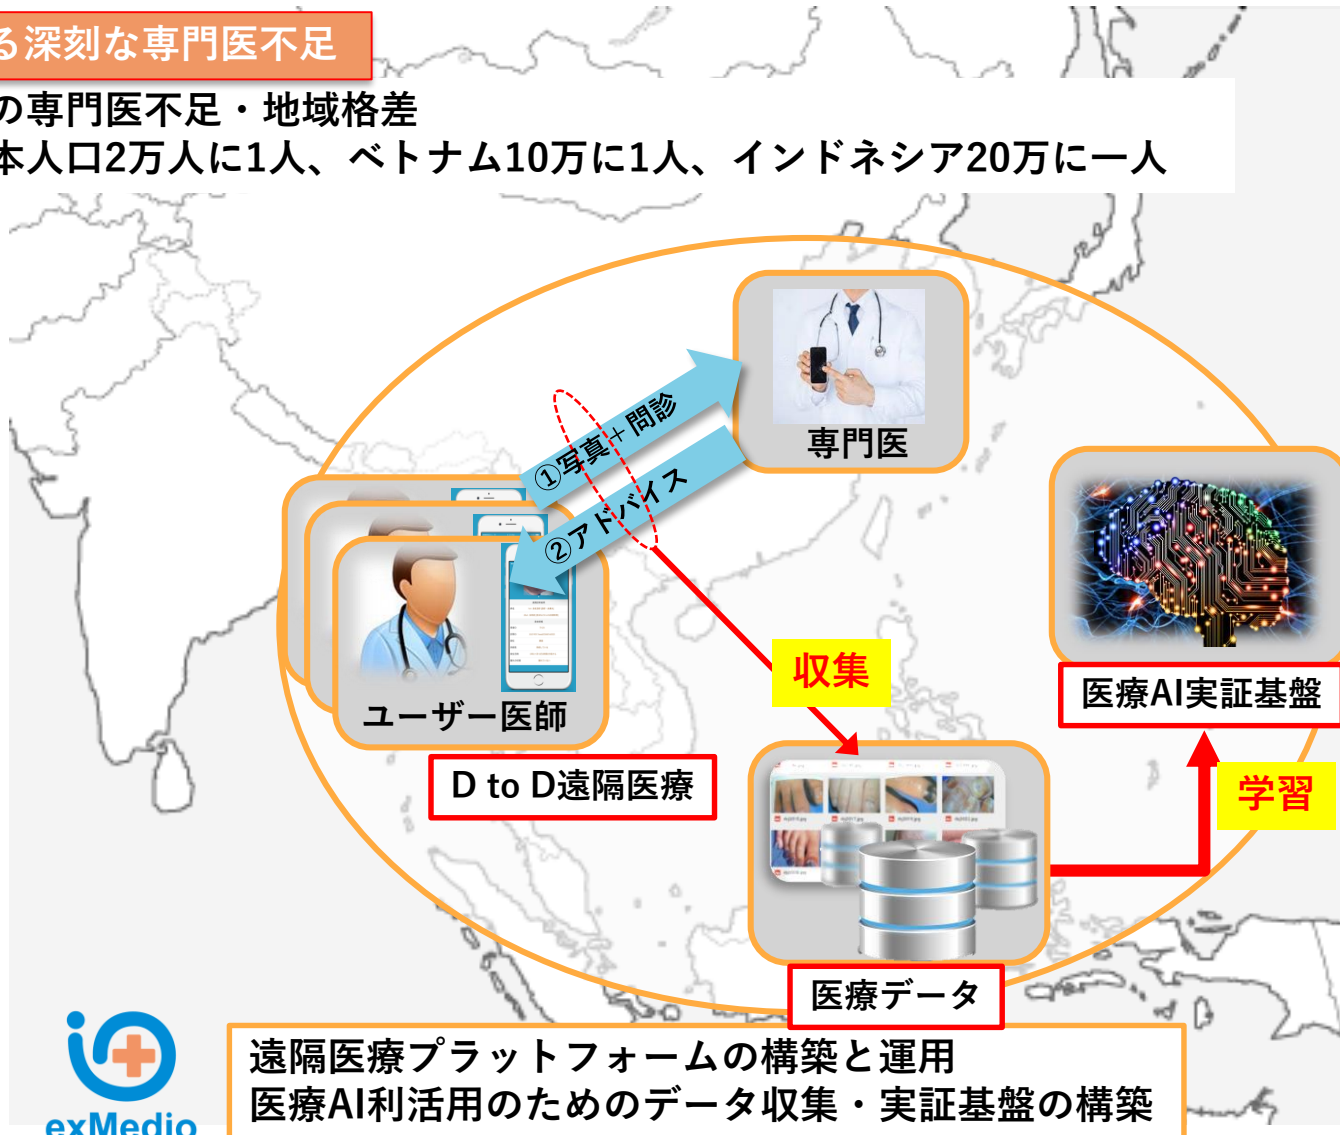 る深刻な専門医不足
の専門医不足・地域格差
本人口2万人に1人、ベトナム10万に1人、インドネシア20万に一人
専門医
①写真＋問診
②アドバイス
ユーザー医師
D to D遠隔医療
収集
医療AI実証基盤
学習
医療データ
遠隔医療プラットフォームの構築と運用
医療AI利活用のためのデータ収集・実証基盤の構築
exMedio